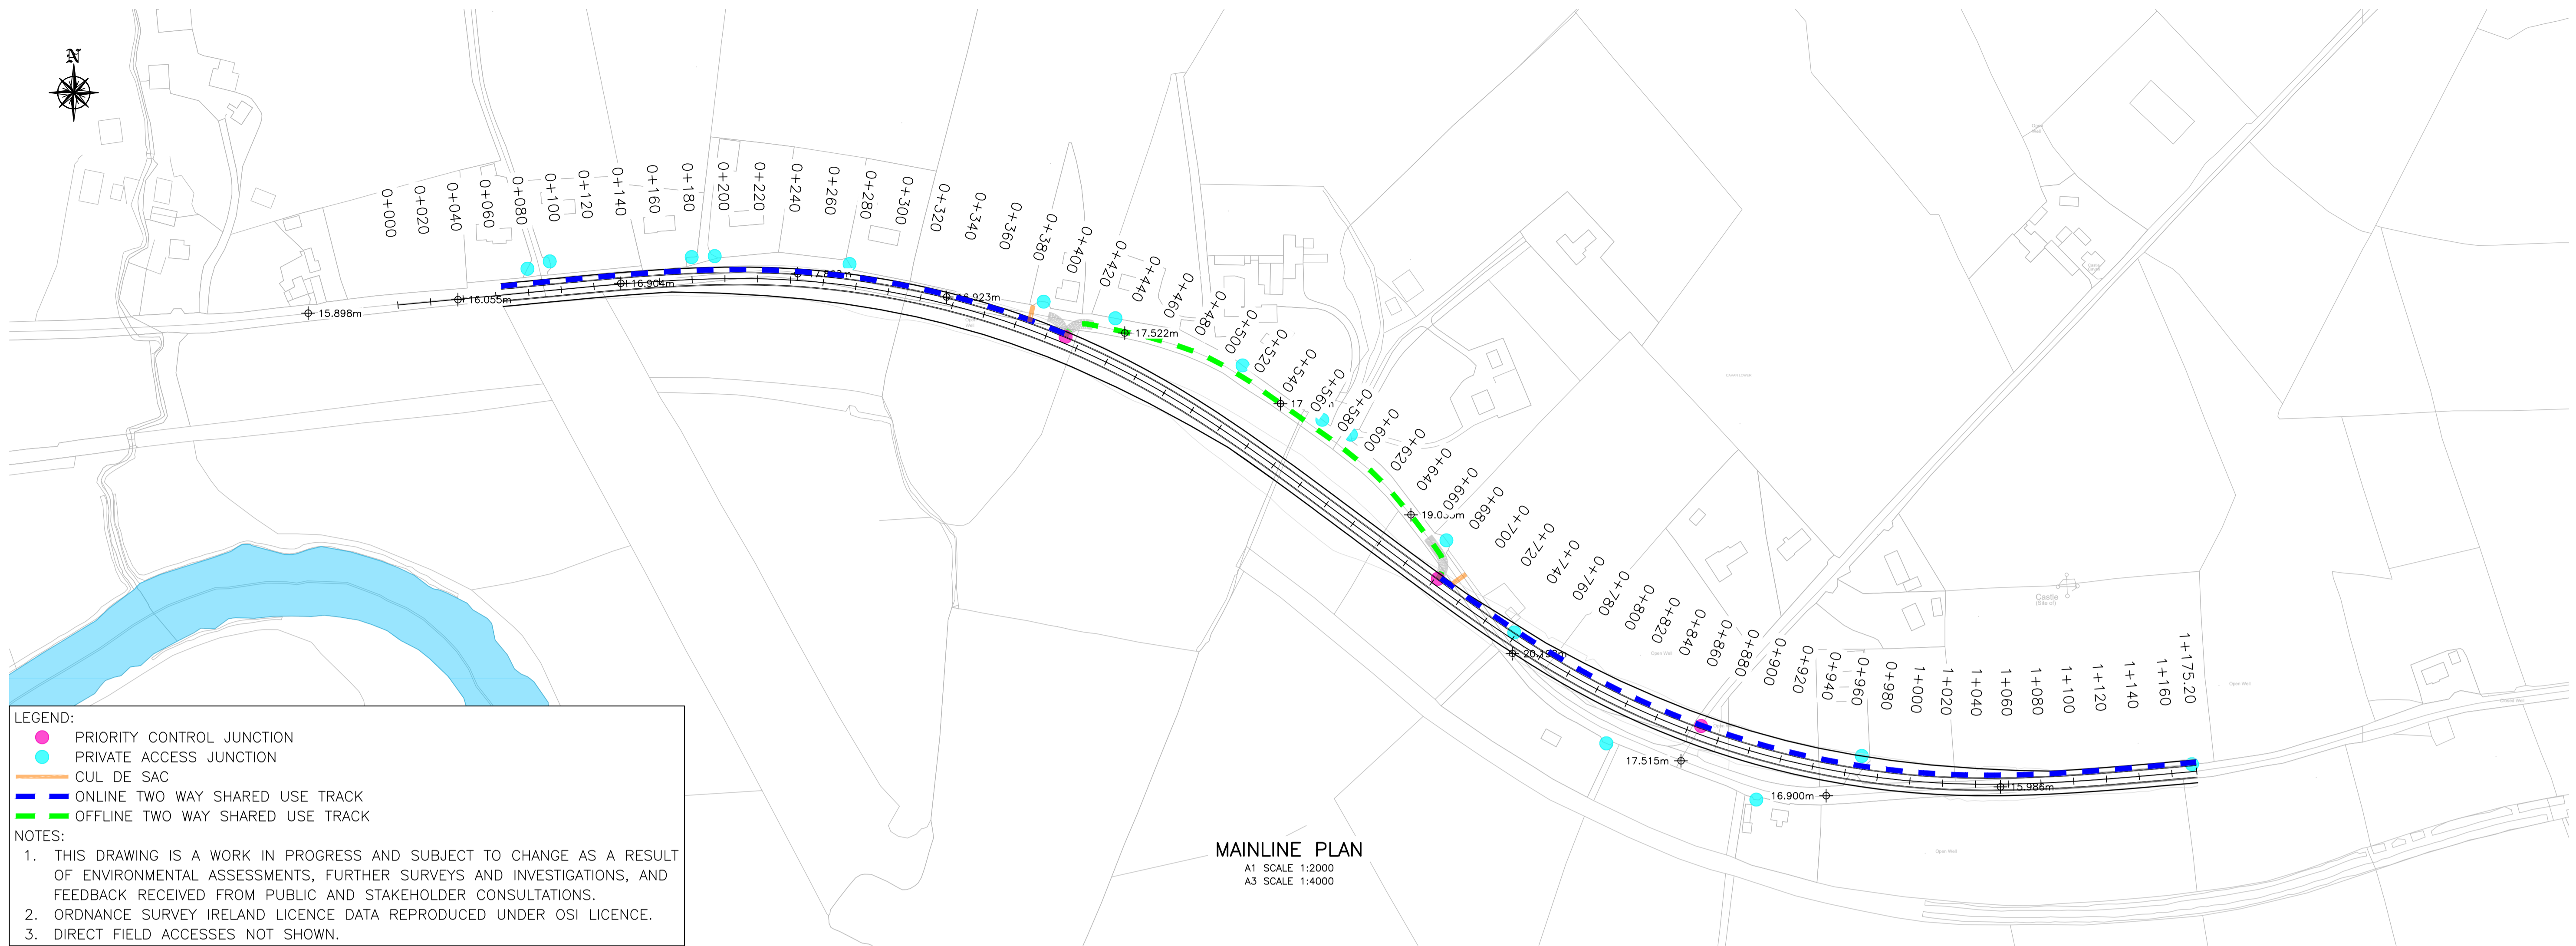 N
0+000
0+020
0+040
0+060
0+080
0+100
0+120
0+140
0+160
0+180
0+200
0+220
0+240
0+260
0+280
0+300
0+320
0+340
0+360
0+380
0+400
0+420
0+440
0+460
0+480
0+500
0+520
0+540
0+560
0+580
0+600
0+620
0+640
0+660
0+680
0+700
0+720
0+740
0+760
0+780
0+800
0+820
0+840
0+860
0+880
0+900
0+920
0+940
0+960
0+980
1+000
1+020
1+040
1+060
1+080
1+100
1+120
1+140
1+160
1+175.20
15.898m
16.055m
16.904m
17.522m
17.515m
16.900m
15.986m
Castle
(Site of)
Open Well
Open Well
Open Well
MAINLINE PLAN
A1 SCALE 1:2000
A3 SCALE 1:4000
LEGEND:
PRIORITY CONTROL JUNCTION
PRIVATE ACCESS JUNCTION
CUL DE SAC
ONLINE TWO WAY SHARED USE TRACK
OFFLINE TWO WAY SHARED USE TRACK
NOTES:
1. THIS DRAWING IS A WORK IN PROGRESS AND SUBJECT TO CHANGE AS A RESULT
OF ENVIRONMENTAL ASSESSMENTS, FURTHER SURVEYS AND INVESTIGATIONS, AND
FEEDBACK RECEIVED FROM PUBLIC AND STAKEHOLDER CONSULTATIONS.
2. ORDNANCE SURVEY IRELAND LICENCE DATA REPRODUCED UNDER OSI LICENCE.
3. DIRECT FIELD ACCESSES NOT SHOWN.